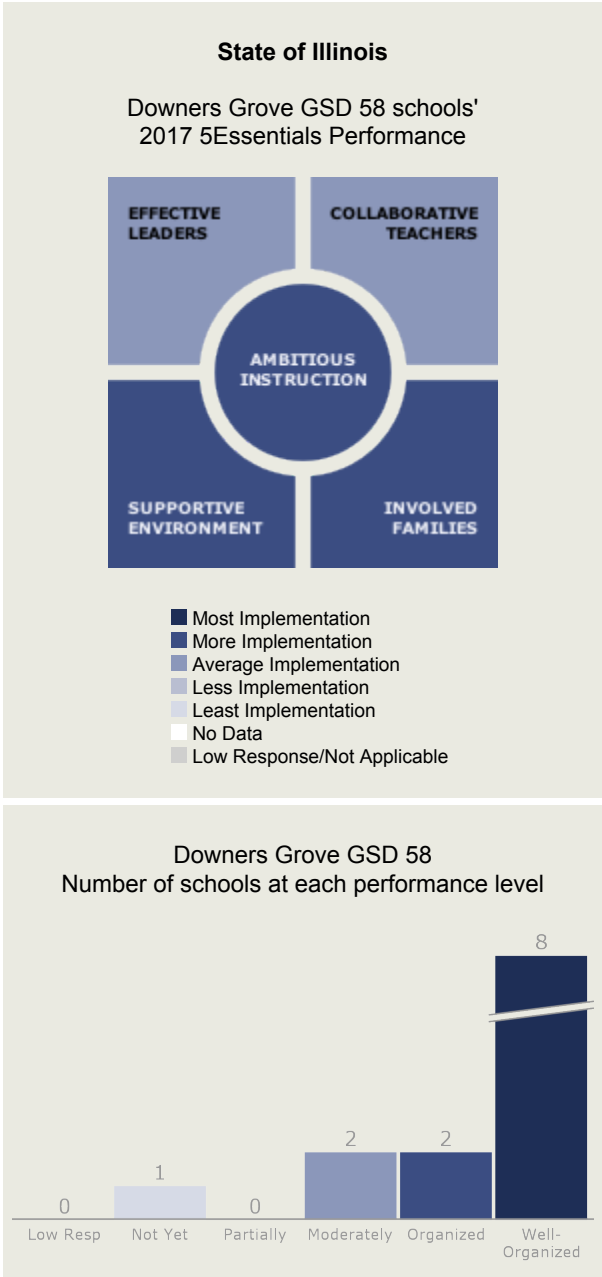 State of Illinois
Downers Grove GSD 58 schools'
2017 5Essentials Performance
EFFECTIVE
LEADERS
COLLABORATIVE
TEACHERS
AMBITIOUS
INSTRUCTION
SUPPORTIVE
ENVIRONMENT
INVOLVED
FAMILIES
Most Implementation
More Implementation
Average Implementation
Less Implementation
Least Implementation
No Data
Low Response/Not Applicable
Downers Grove GSD 58
Number of schools at each performance level
0
1
0
2
2
8
Low Resp
Not Yet
Partially
Moderately
Organized
Well-
Organized